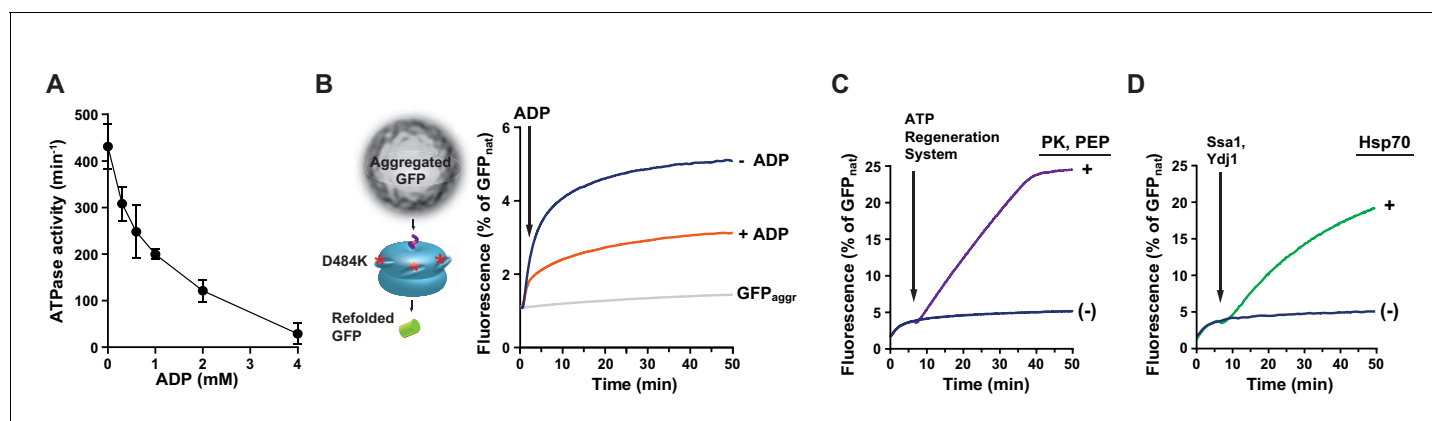 A
ATPase activity (min⁻¹)
500
400
300
200
100
0
0
1
2
3
4
ADP (mM)
B
Aggregated
GFP
D484K
Refolded
GFP
ADP
Fluorescence (% of GFPnat)
6
4
2
0
- ADP
+ ADP
GFPaggr
0
10
20
30
40
50
Time (min)
C
ATP
Regeneration
System
PK, PEP
Fluorescence (% of GFPnat)
25
20
15
10
5
0
+
(-)
0
10
20
30
40
50
Time (min)
D
Ssa1,
Ydj1
Hsp70
Fluorescence (% of GFPnat)
25
20
15
10
5
0
+
(-)
0
10
20
30
40
50
Time (min)